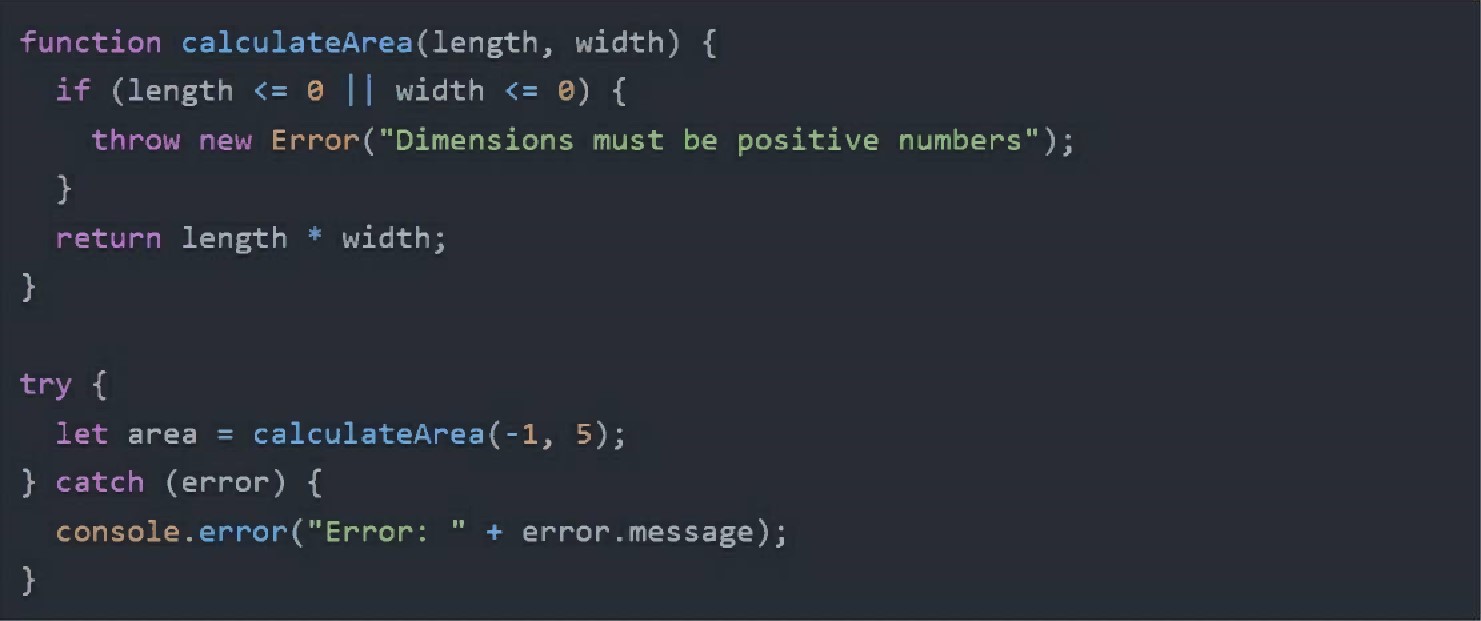 function calculateArea(length, width) {
  if (length <= 0 || width <= 0) {
    throw new Error("Dimensions must be positive numbers");
  }
  return length * width;
}

try {
  let area = calculateArea(-1, 5);
} catch (error) {
  console.error("Error: " + error.message);
}